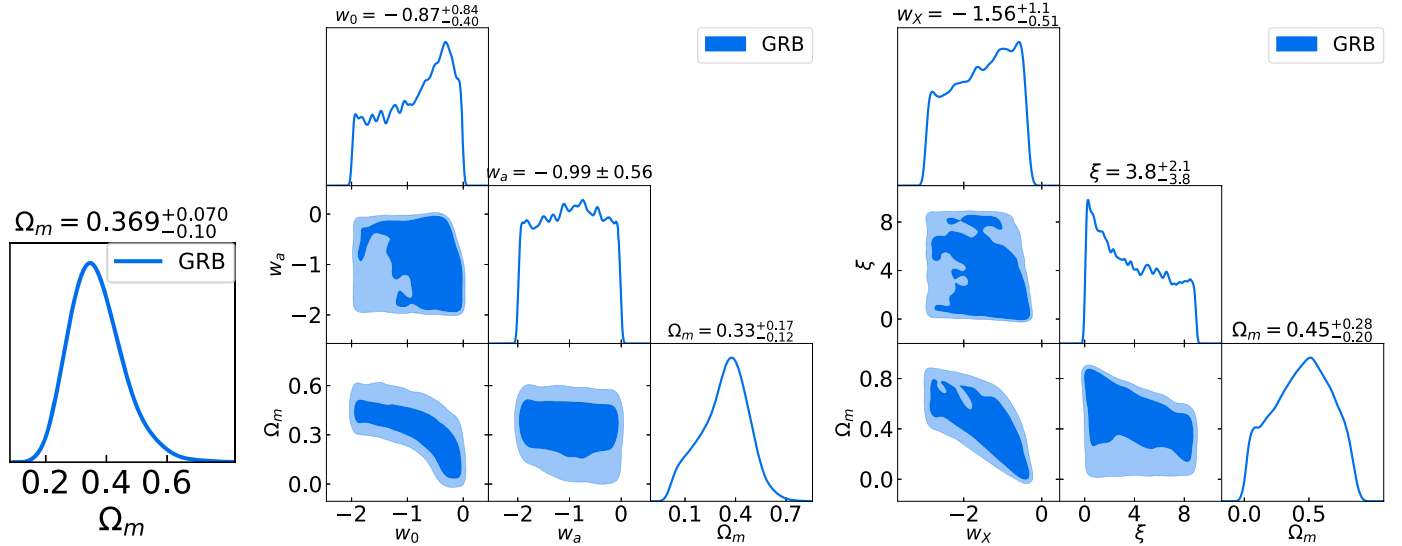 w_0 = −0.87^{+0.84}_{−0.40}
w_X = −1.56^{+1.1}_{−0.51}
GRB
GRB
w_a = −0.99 ± 0.56
ξ = 3.8^{+2.1}_{−3.8}
Ω_m = 0.369^{+0.070}_{−0.10}
GRB
0
−1
−2
w_a
8
4
0
ξ
Ω_m = 0.33^{+0.17}_{−0.12}
Ω_m = 0.45^{+0.28}_{−0.20}
0.6
0.3
0.0
Ω_m
0.8
0.4
0.0
Ω_m
0.2 0.4 0.6
Ω_m
−2 −1 0
w_0
−2 −1 0
w_a
0.1 0.4 0.7
Ω_m
−2 0
w_X
0 4 8
ξ
0.0 0.5
Ω_m